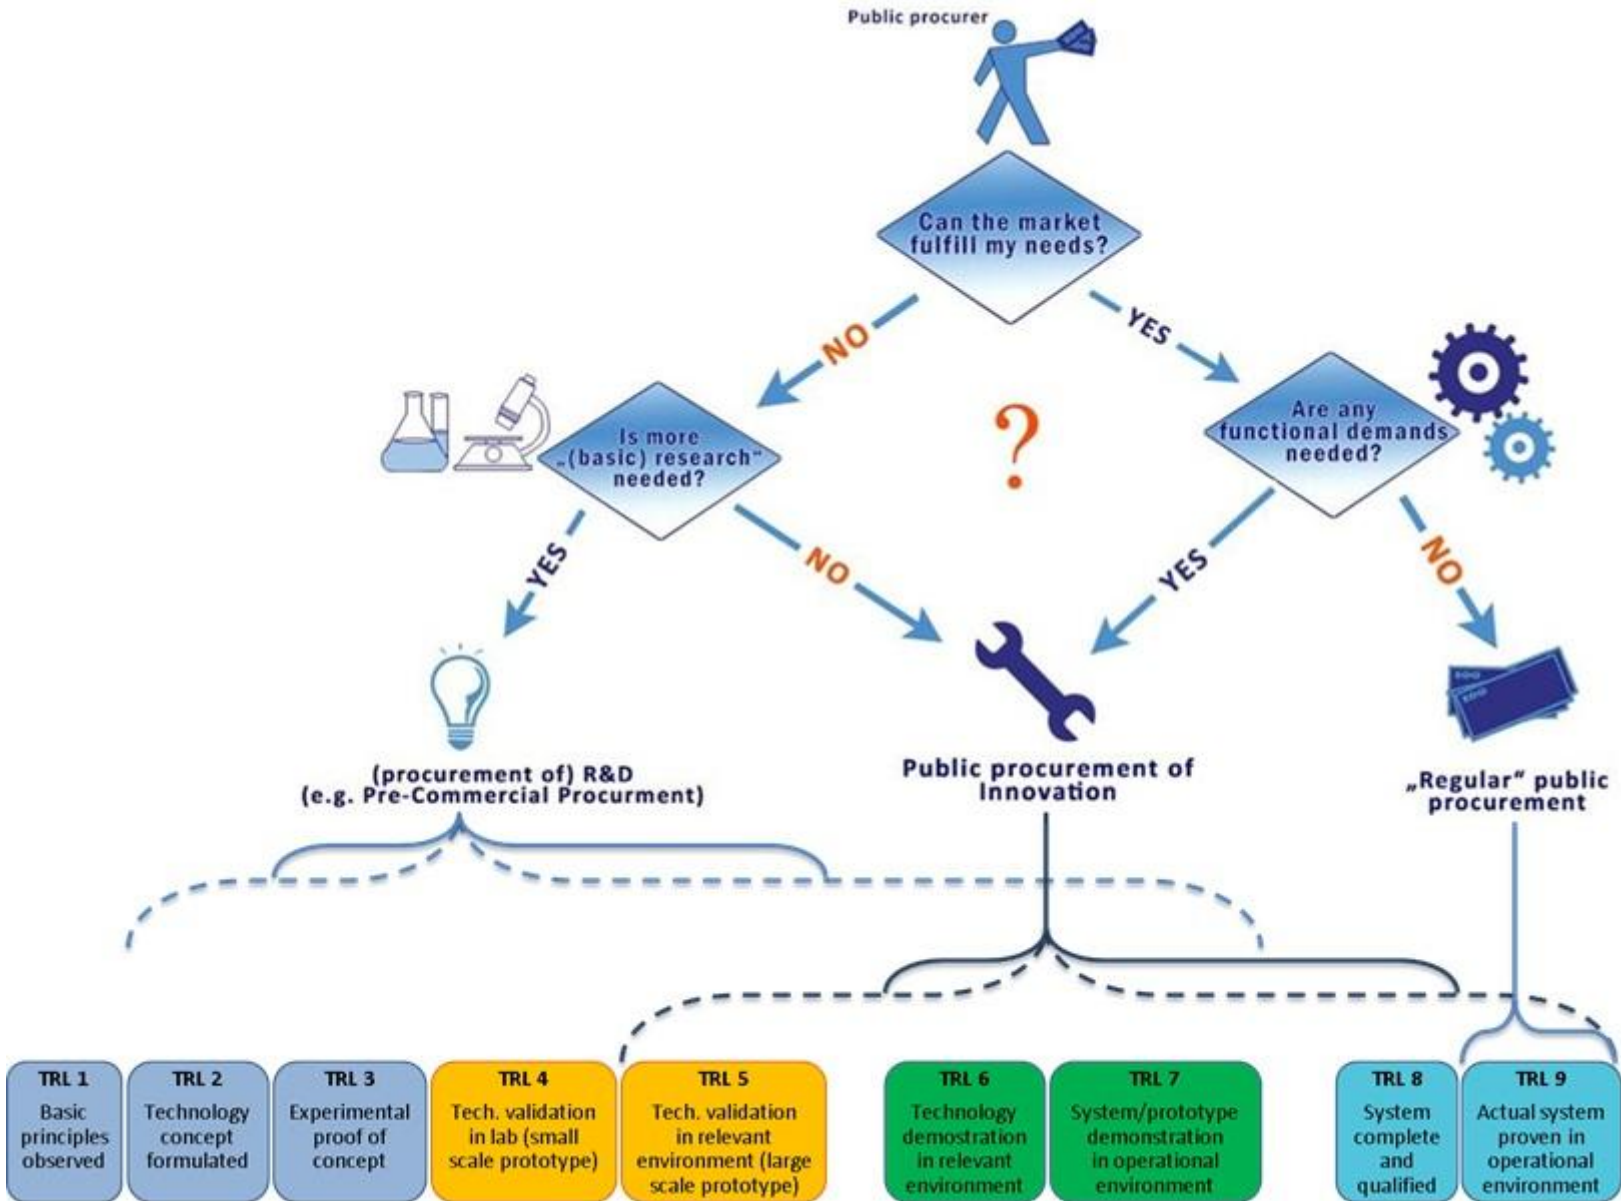 Public procurer
Can the market
fulfill my needs?
NO
YES
Is more
„(basic) research“
needed?
Are any
functional demands
needed?
YES
NO
YES
NO
(procurement of) R&D
(e.g. Pre-Commercial Procurment)
Public procurement of
Innovation
„Regular“ public
procurement
TRL 1
Basic
principles
observed
TRL 2
Technology
concept
formulated
TRL 3
Experimental
proof of
concept
TRL 4
Tech. validation
in lab (small
scale prototype)
TRL 5
Tech. validation
in relevant
environment (large
scale prototype)
TRL 6
Technology
demostration
in relevant
environment
TRL 7
System/prototype
demonstration
in operational
environment
TRL 8
System
complete
and
qualified
TRL 9
Actual system
proven in
operational
environment